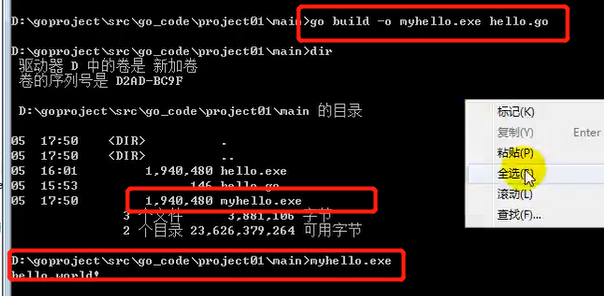 D:\goproject\src\go_code\project01\main>go build -o myhello.exe hello.go
D:\goproject\src\go_code\project01\main>dir
驱动器 D 中的卷是 新加卷
卷的序列号是 D2AD-BC9F
D:\goproject\src\go_code\project01\main 的目录
05 17:50 <DIR> .
05 17:50 <DIR> ..
05 16:01 1,940,480 hello.exe
05 15:53 146 hello.go
05 17:50 1,940,480 myhello.exe
3 个文件 3,881,106 字节
2 个目录 23,626,379,264 可用字节
D:\goproject\src\go_code\project01\main>myhello.exe
hello,world!
标记(K)
复制(Y) Enter
粘贴(P)
全选
滚动(L)
查找(F)...